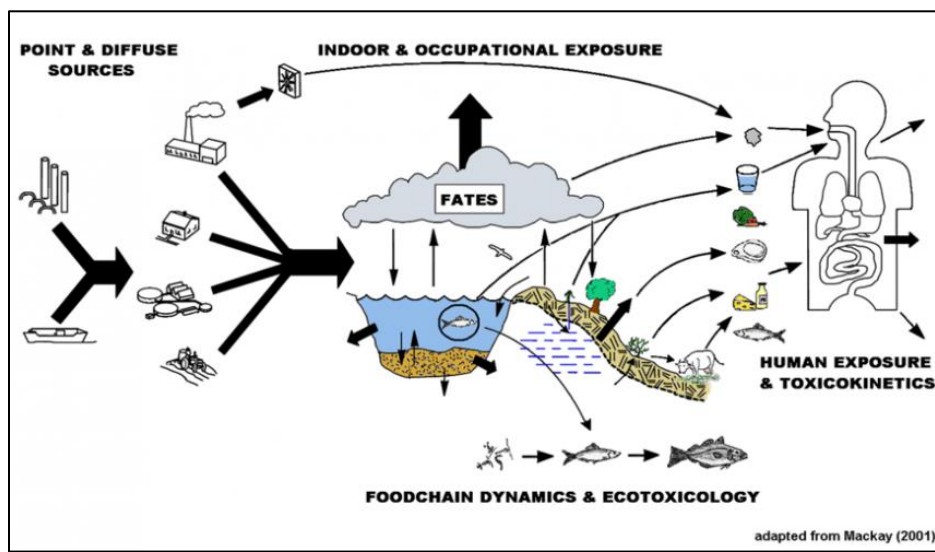 POINT & DIFFUSE
SOURCES
INDOOR & OCCUPATIONAL EXPOSURE
FATES
HUMAN EXPOSURE
& TOXICOKINETICS
FOODCHAIN DYNAMICS & ECOTOXICOLOGY
adapted from Mackay (2001)